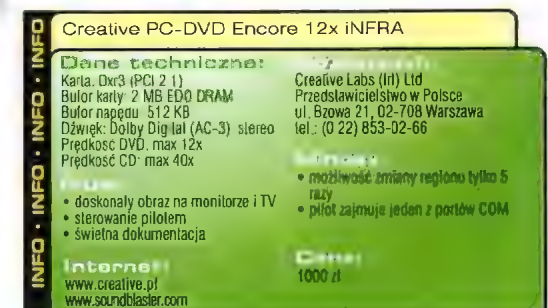 INFO • INFO • INFO • INFO • INFO
Creative PC-DVD Encore 12x iNFRA
Dane techniczne:
Karta. Dxr3 (PCI 2 1)
Bufor karty 2 MB EDO DRAM
Bufor napędu 512 KB
Dźwięk: Dolby Digital (AC-3) stereo
Prędkość DVD. max 12x
Prędkość CD: max 40x
• doskonały obraz na monitorze i TV
• sterowanie pilotem
• świetna dokumentacja
Internet:
www.creative.pl
www.soundblaster.com
Creative Labs (Irl) Ltd
Przedstawicielstwo w Polsce
ul. Bzowa 21, 02-708 Warszawa
tel.: (0 22) 853-02-66
• możliwość zmiany regionu tylko 5
razy
• pilot zajmuje jeden z portów COM
Cena:
1000 zł